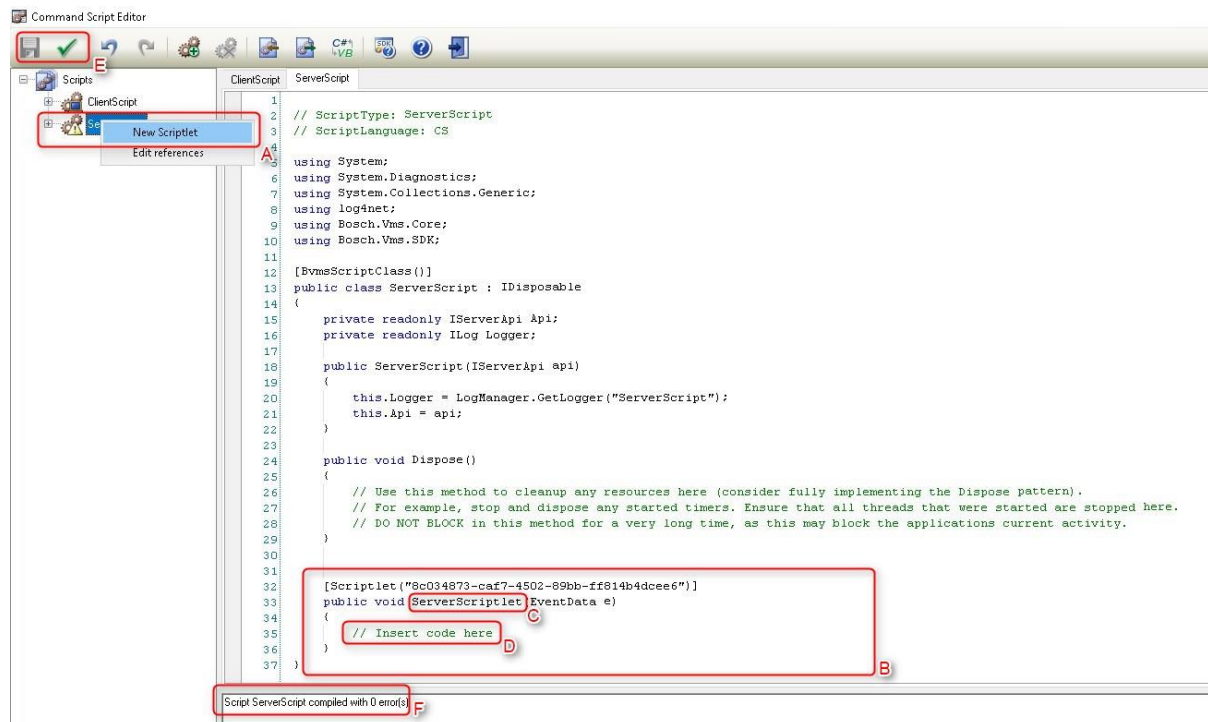 Command Script Editor
C#
VB
SDK
E
Scripts
ClientScript
Se
New Scriptlet
Edit references
A
ClientScript ServerScript
1
2 // ScriptType: ServerScript
3 // ScriptLanguage: CS
4
5 using System;
6 using System.Diagnostics;
7 using System.Collections.Generic;
8 using log4net;
9 using Bosch.Vms.Core;
10 using Bosch.Vms.SDK;
11
12 [BvmsScriptClass()]
13 public class ServerScript : IDisposable
14 {
15 private readonly IServerApi Api;
16 private readonly ILog Logger;
17
18 public ServerScript(IServerApi api)
19 {
20 this.Logger = LogManager.GetLogger("ServerScript");
21 this.Api = api;
22 }
23
24 public void Dispose()
25 {
26 // Use this method to cleanup any resources here (consider fully implementing the Dispose pattern).
27 // For example, stop and dispose any started timers. Ensure that all threads that were started are stopped here.
28 // DO NOT BLOCK in this method for a very long time, as this may block the applications current activity.
29 }
30
31
32 [Scriptlet("8c034873-caf7-4502-89bb-ff814b4dcee6")]
33 public void ServerScriptlet(EventData e)
C
34 {
35 // Insert code here
D
36 }
37 }
B
Script ServerScript compiled with 0 error(s)
F